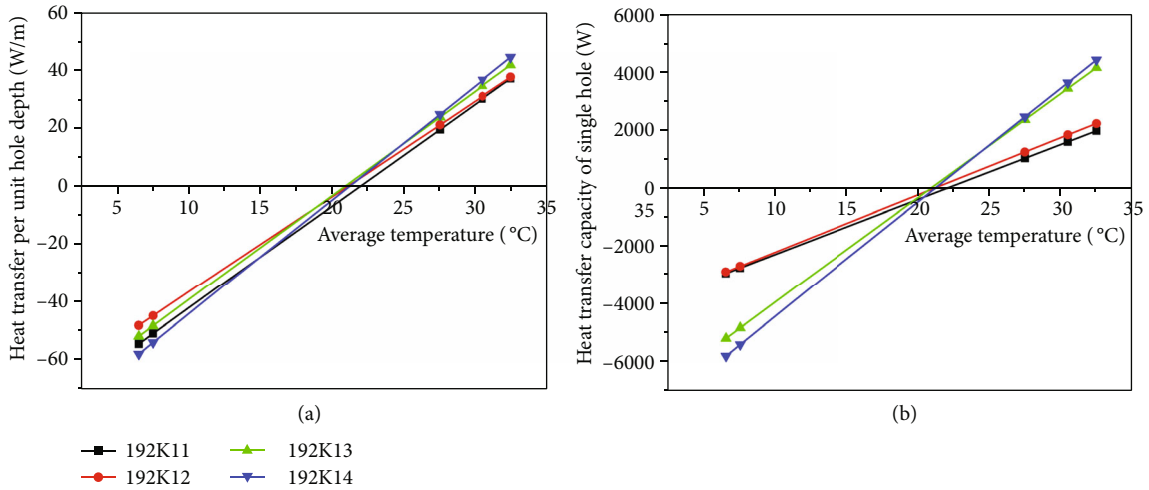 60
40
20
0
−20
−40
−60
5
10
15
20
25
30
35
Heat transfer per unit hole depth (W/m)
Average temperature (°C)
(a)
6000
4000
2000
0
35
−2000
−4000
−6000
5
10
15
20
25
30
35
Heat transfer capacity of single hole (W)
Average temperature (°C)
(b)
192K11
192K12
192K13
192K14